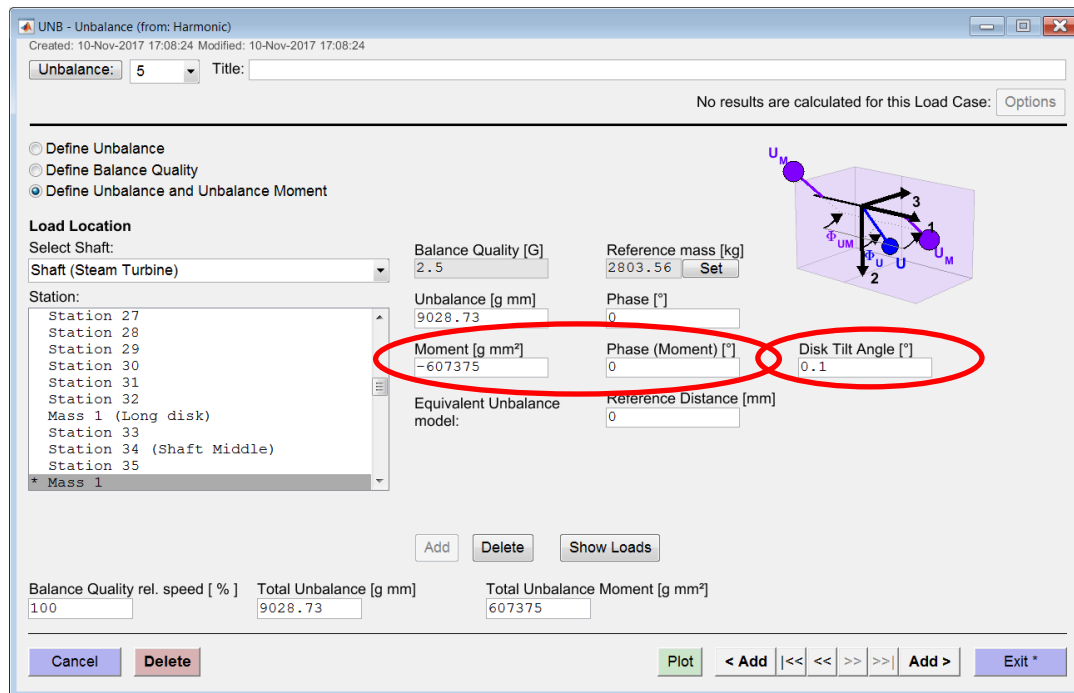 UNB - Unbalance (from: Harmonic)
Created: 10-Nov-2017 17:08:24 Modified: 10-Nov-2017 17:08:24
Unbalance: 5 Title:
No results are calculated for this Load Case: Options
Define Unbalance
Define Balance Quality
Define Unbalance and Unbalance Moment
U_M
3
1
Φ_UM
Φ_U U
U_M
2
Load Location
Select Shaft:
Shaft (Steam Turbine)
Station:
Station 27
Station 28
Station 29
Station 30
Station 31
Station 32
Mass 1 (Long disk)
Station 33
Station 34 (Shaft Middle)
Station 35
* Mass 1
Balance Quality [G] Reference mass [kg]
2.5 2803.56 Set
Unbalance [g mm] Phase [°]
9028.73 0
Moment [g mm²] Phase (Moment) [°] Disk Tilt Angle [°]
-607375 0 0.1
Equivalent Unbalance model: Reference Distance [mm]
0
Add Delete Show Loads
Balance Quality rel. speed [ % ] Total Unbalance [g mm] Total Unbalance Moment [g mm²]
100 9028.73 607375
Cancel Delete Plot < Add |<< << >> >>| Add > Exit *